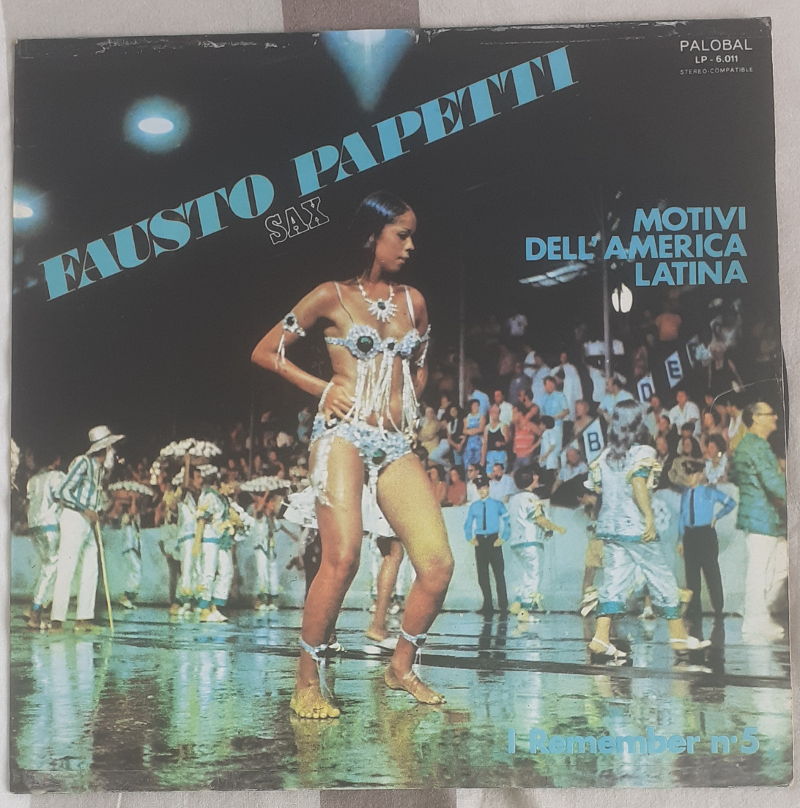 PALOBAL
LP - 6.011
STEREO-COMPATIBLE
FAUSTO PAPETTI
SAX
MOTIVI
DELL'AMERICA
LATINA
B
D
E
I Remember n°5